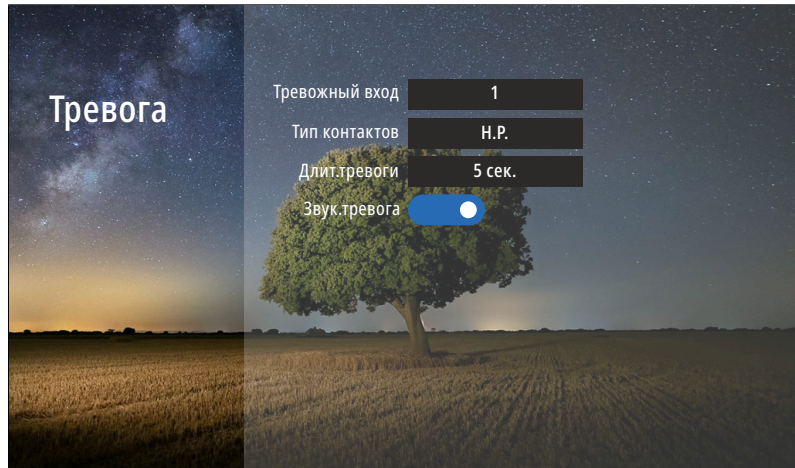 Тревога
Тревожный вход 1
Тип контактов Н.Р.
Длит.тревоги 5 сек.
Звук.тревога